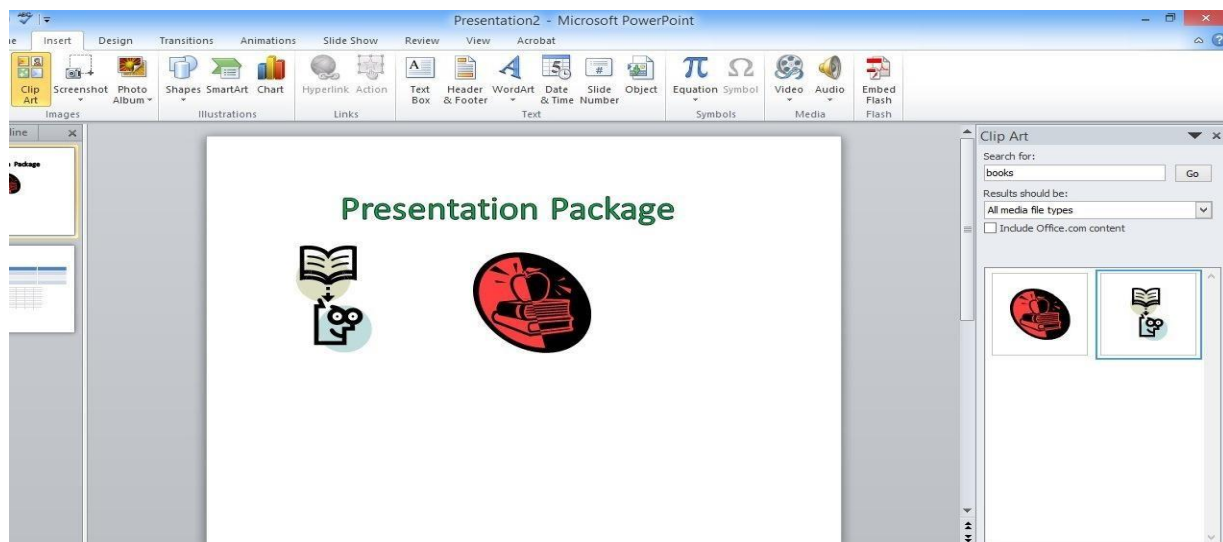 ABC
Presentation2 - Microsoft PowerPoint
Insert Design Transitions Animations Slide Show Review View Acrobat
Clip Art
Screenshot
Photo Album
Shapes
SmartArt
Chart
Hyperlink
Action
A
Text Box
#
Header & Footer
A
WordArt
5
Date & Time
Slide Number
Object
π
Equation
Ω
Symbol
Video
Audio
Embed Flash
Images
Illustrations
Links
Text
Symbols
Media
Flash
Package
Presentation Package
Clip Art
Search for:
books
Go
Results should be:
All media file types
Include Office.com content